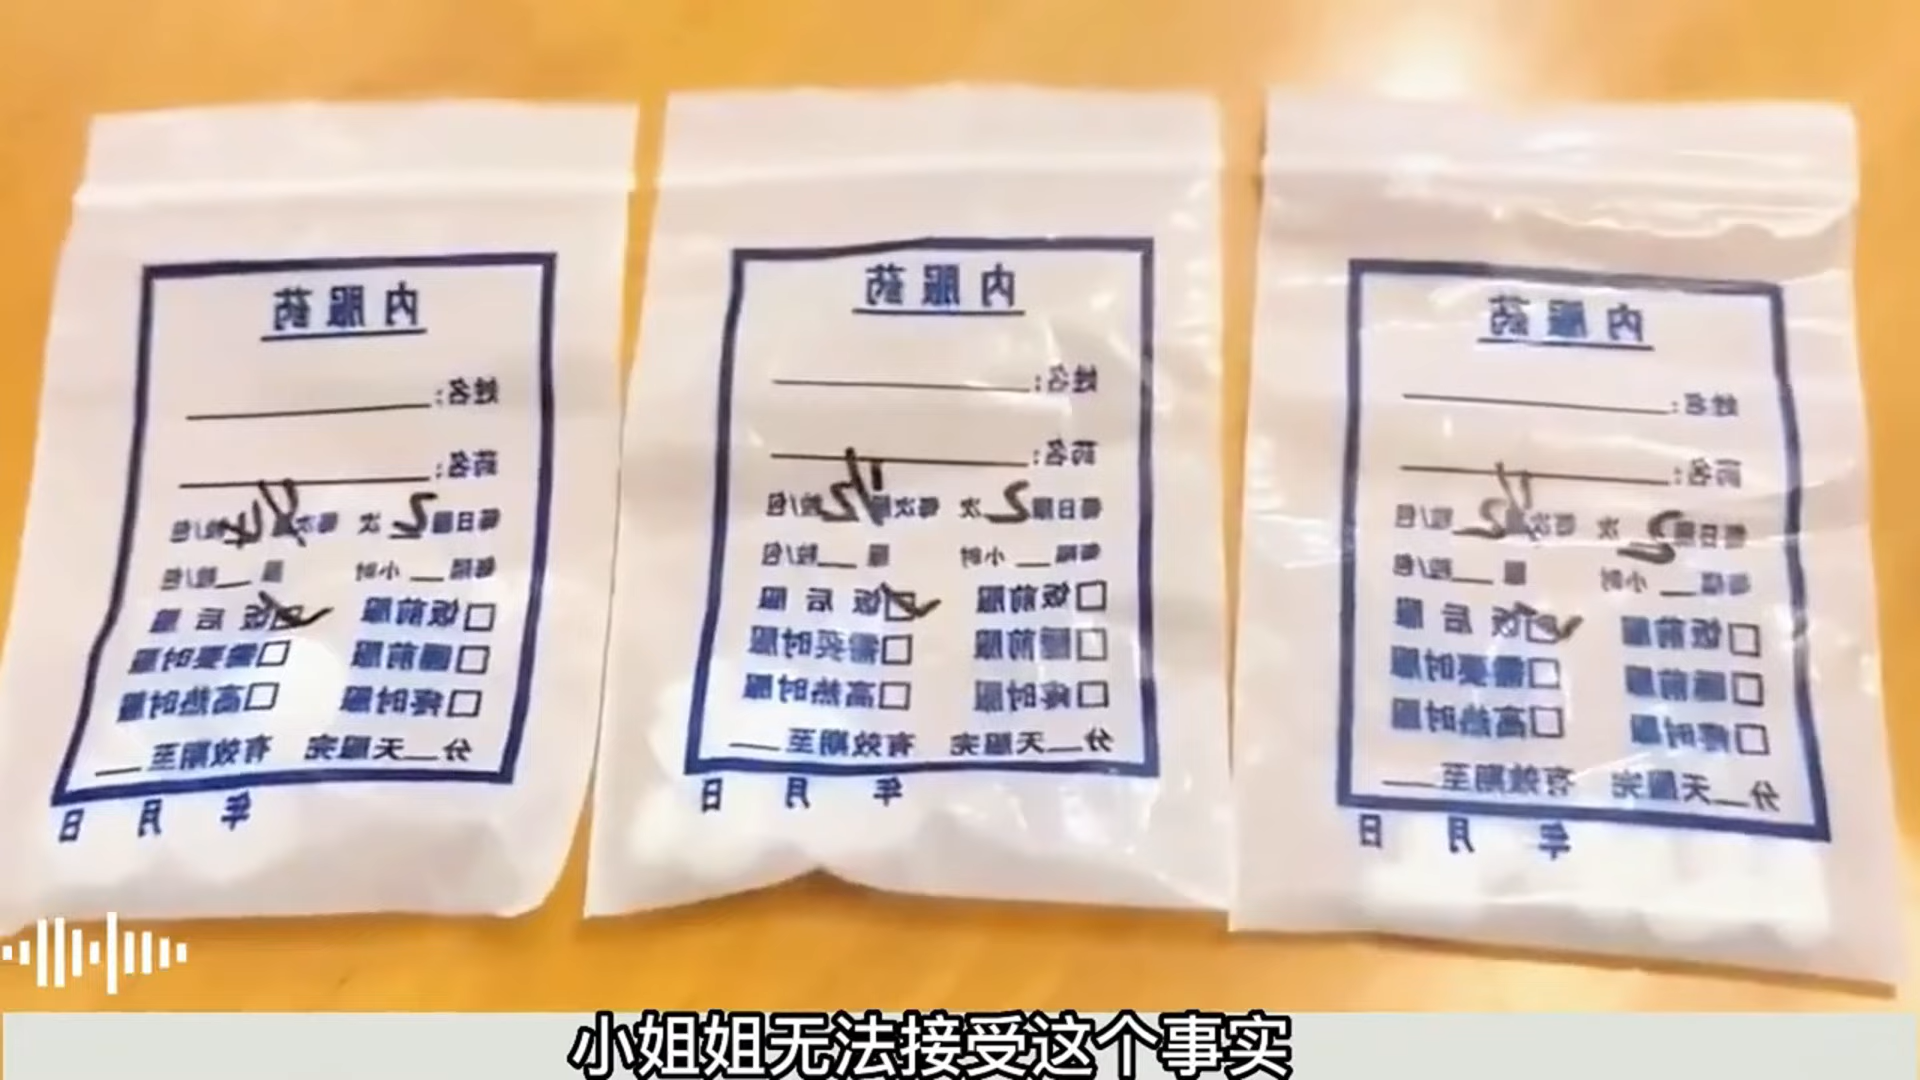 内服药
姓名：
药名：
每日服2次 每次服1/4粒/包
每隔__小时 服__粒/包
□饭前服 ☑饭后服
□睡前服 □需要时服
□疼时服 □高热时服
分__天服完 有效期至__
年 月 日
内服药
姓名：
药名：
每日服2次 每次服1/2粒/包
每隔__小时 服__粒/包
□饭前服 ☑饭后服
□睡前服 □需要时服
□疼时服 □高热时服
分__天服完 有效期至__
年 月 日
内服药
姓名：
药名：
每日服2次 每次服1/2粒/包
每隔__小时 服__粒/包
□饭前服 ☑饭后服
□睡前服 □需要时服
□疼时服 □高热时服
分__天服完 有效期至__
年 月 日
小姐姐无法接受这个事实